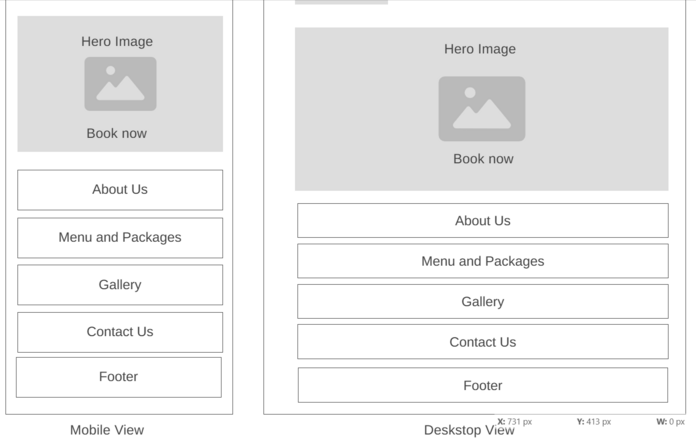 Hero Image
Book now
About Us
Menu and Packages
Gallery
Contact Us
Footer
Mobile View
Hero Image
Book now
About Us
Menu and Packages
Gallery
Contact Us
Footer
Deskstop View
X: 731 px Y: 413 px W: 0 px